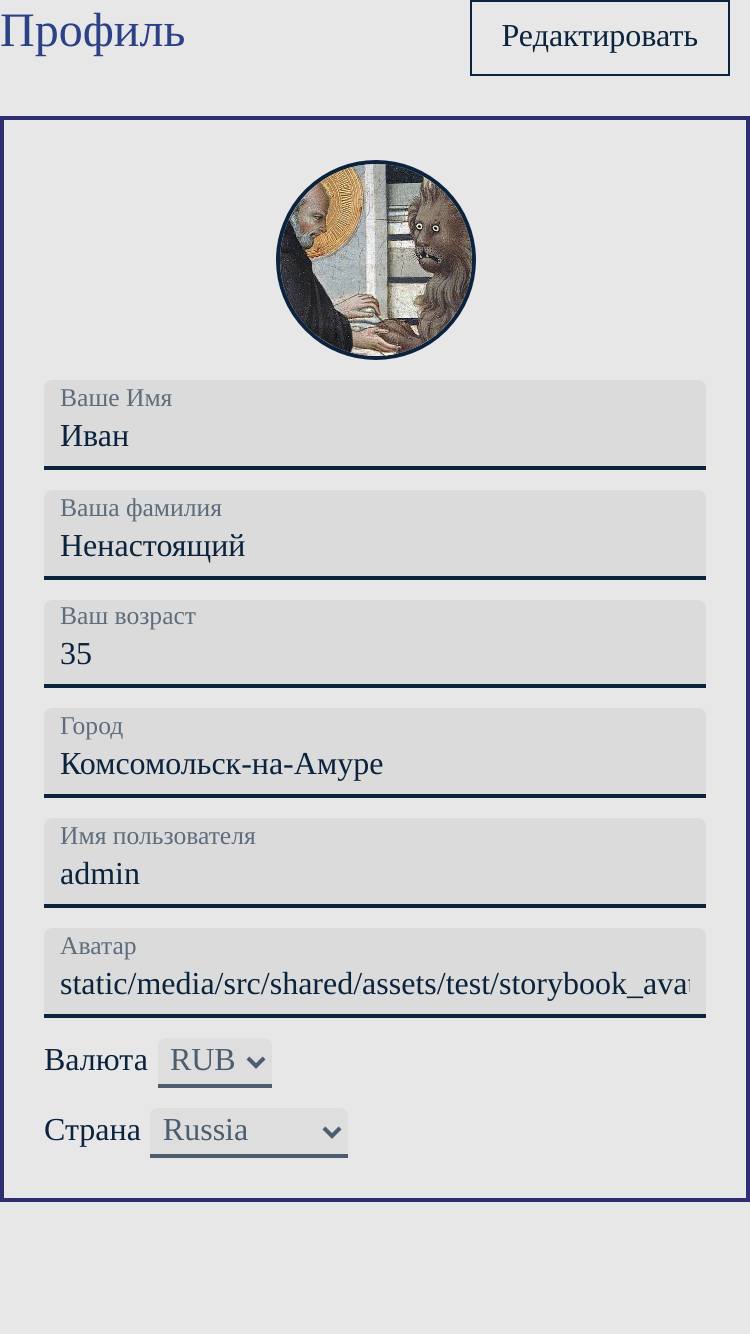 Профиль
Редактировать
Ваше Имя
Иван
Ваша фамилия
Ненастоящий
Ваш возраст
35
Город
Комсомольск-на-Амуре
Имя пользователя
admin
Аватар
static/media/src/shared/assets/test/storybook_ava
Валюта RUB
Страна Russia